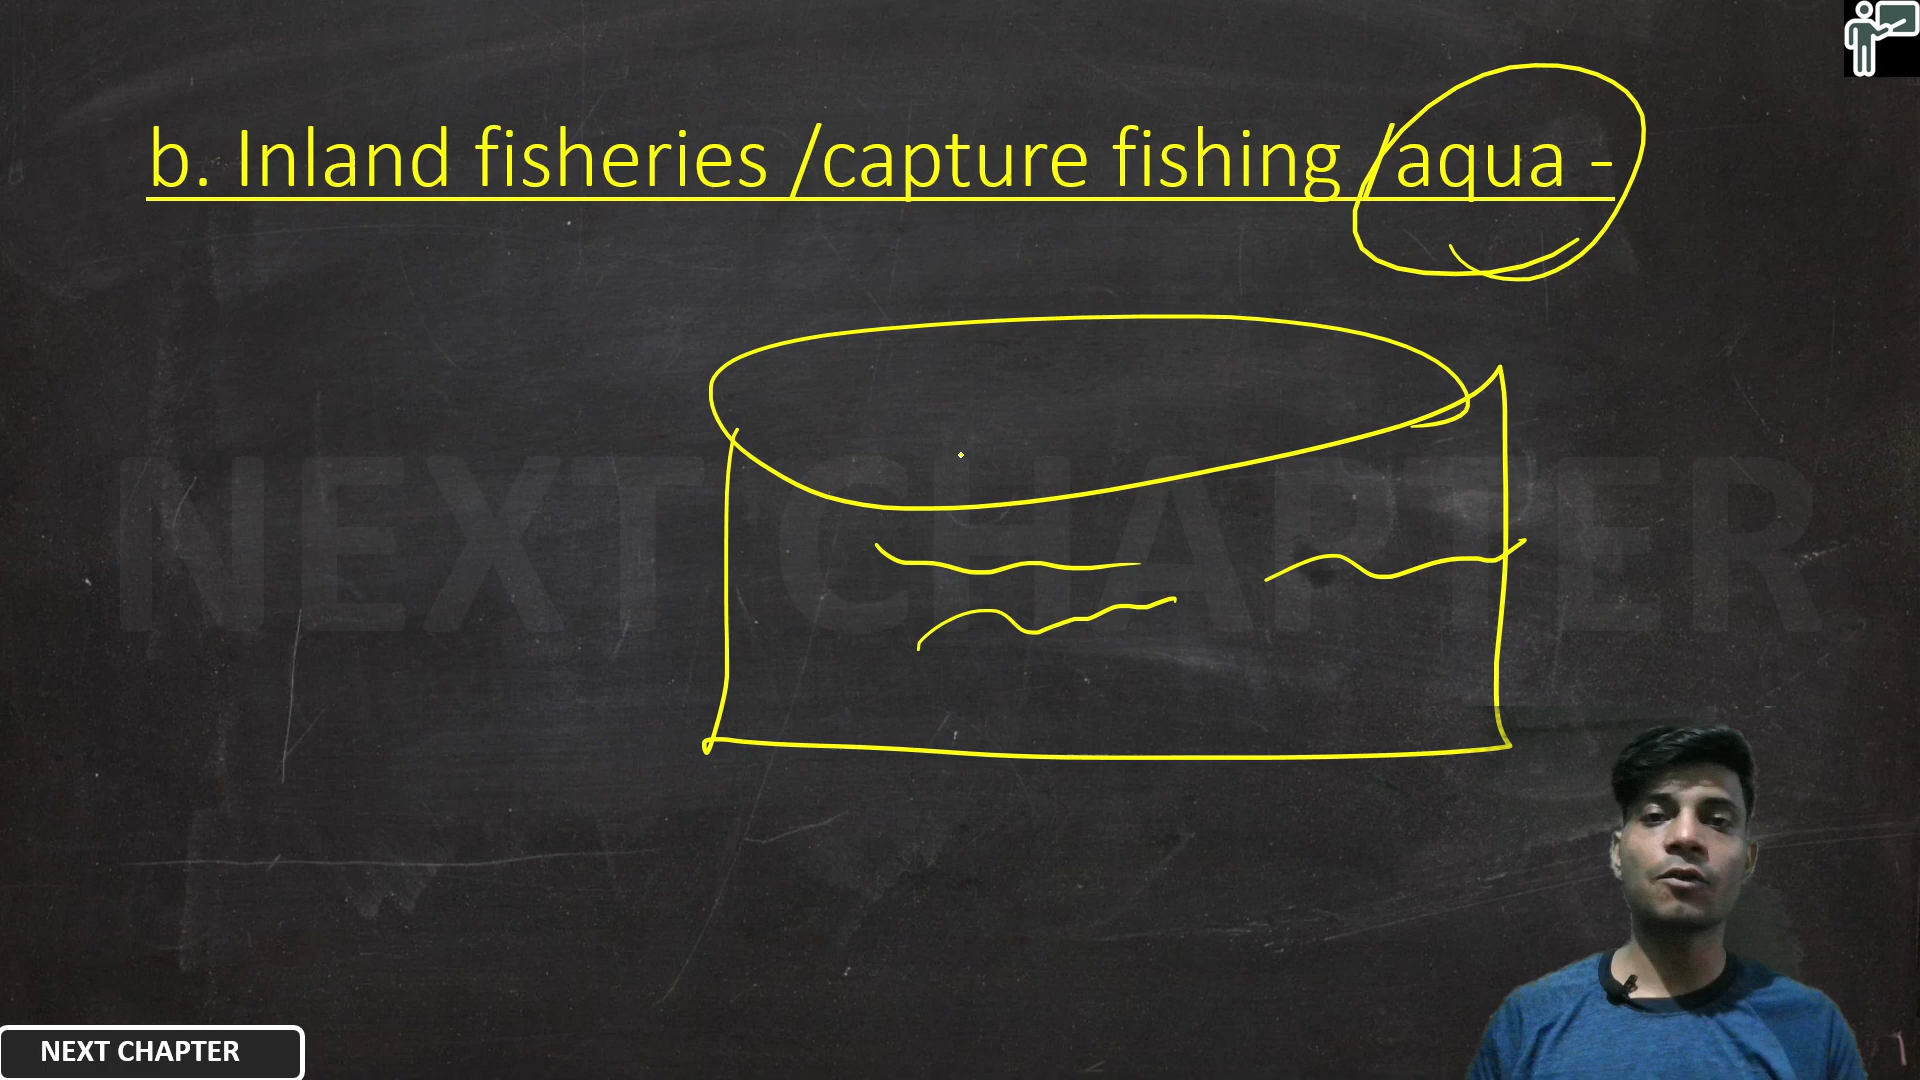 b. Inland fisheries /capture fishing /aqua -
NEXT CHAPTER
NEXT CHAPTER